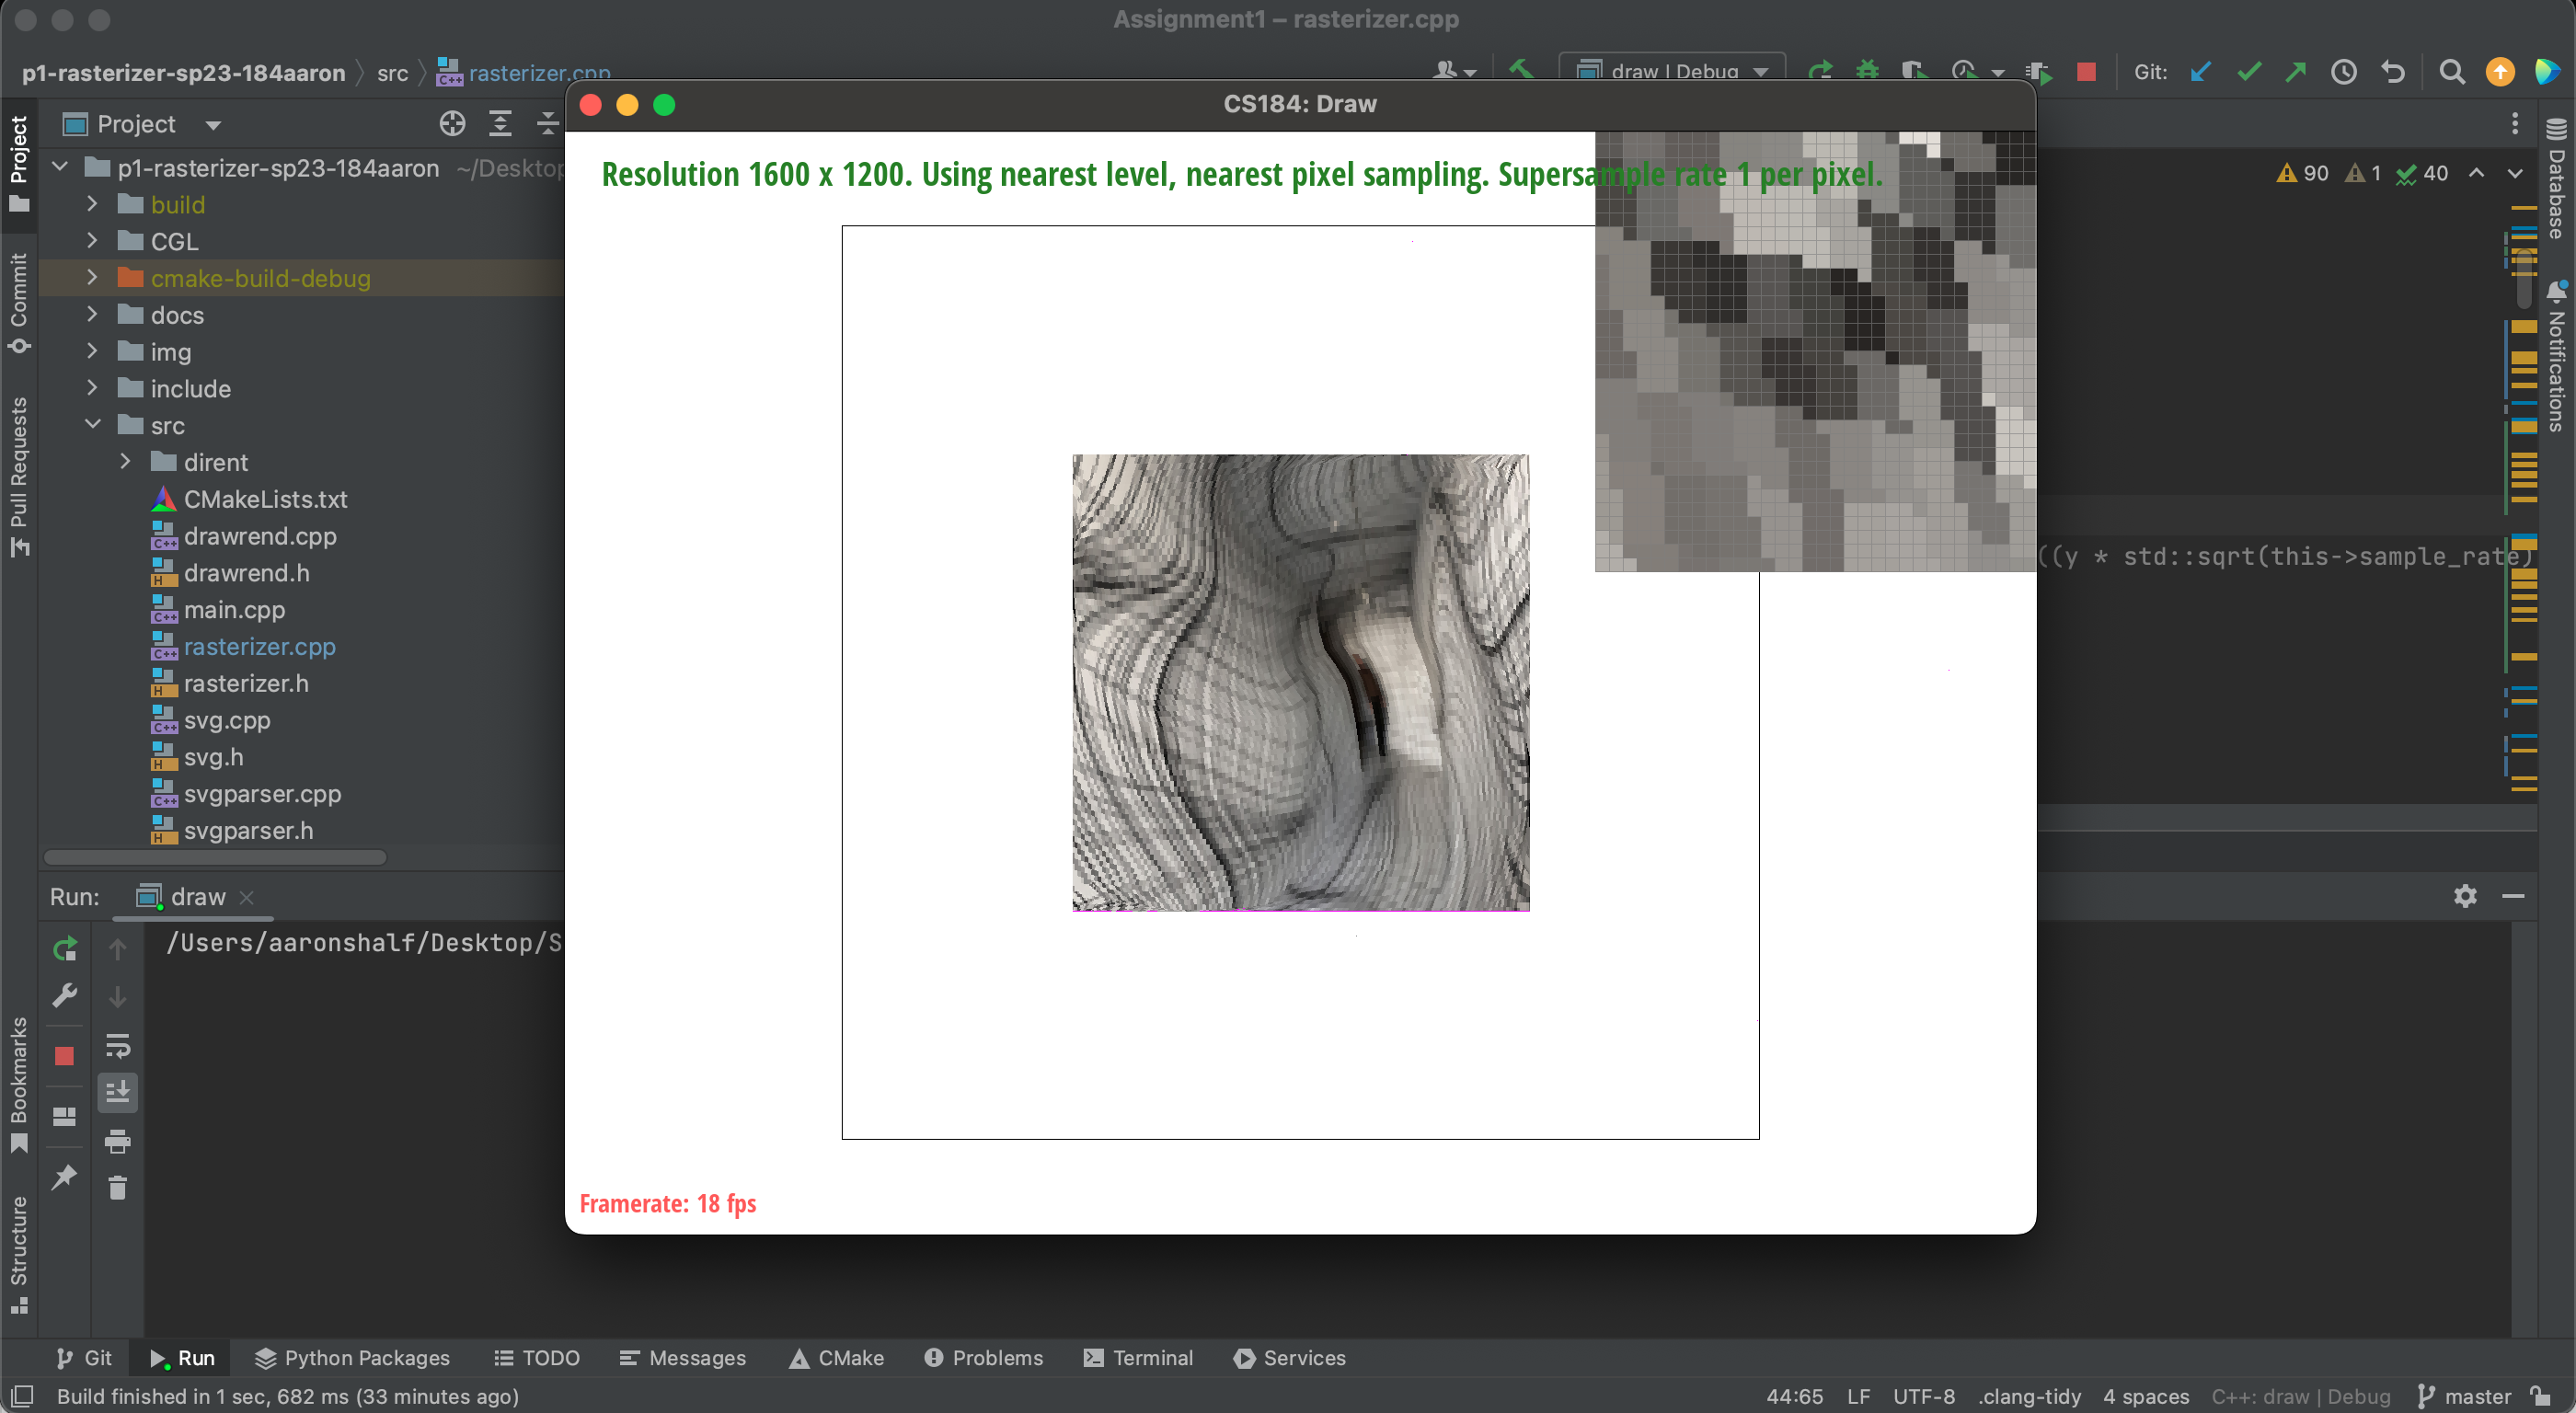 Assignment1 – rasterizer.cpp
p1-rasterizer-sp23-184aaron src rasterizer.cpp
draw | Debug
Git:
CS184: Draw
Project
Project
Commit
Pull Requests
Bookmarks
Structure
Database
Notifications
p1-rasterizer-sp23-184aaron ~/Desktop
build
CGL
cmake-build-debug
docs
img
include
src
dirent
CMakeLists.txt
drawrend.cpp
drawrend.h
main.cpp
rasterizer.cpp
rasterizer.h
svg.cpp
svg.h
svgparser.cpp
svgparser.h
Resolution 1600 x 1200. Using nearest level, nearest pixel sampling. Supersample rate 1 per pixel.
90 1 40
((y * std::sqrt(this->sample_rate)
Framerate: 18 fps
Run: draw
/Users/aaronshalf/Desktop/S
Git Run Python Packages TODO Messages CMake Problems Terminal Services
Build finished in 1 sec, 682 ms (33 minutes ago)
44:65 LF UTF-8 .clang-tidy 4 spaces C++: draw | Debug master